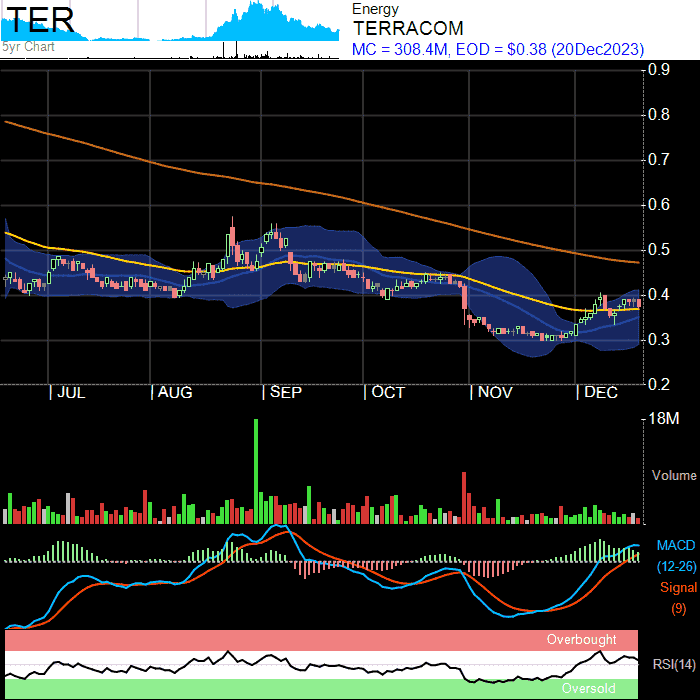 TER
5yr Chart
Energy
TERRACOM
MC = 308.4M, EOD = $0.38 (20Dec2023)
0.9
0.8
0.7
0.6
0.5
0.4
0.3
0.2
| JUL | AUG | SEP | OCT | NOV | DEC
18M
Volume
MACD
(12-26)
Signal
(9)
Overbought
RSI(14)
Oversold